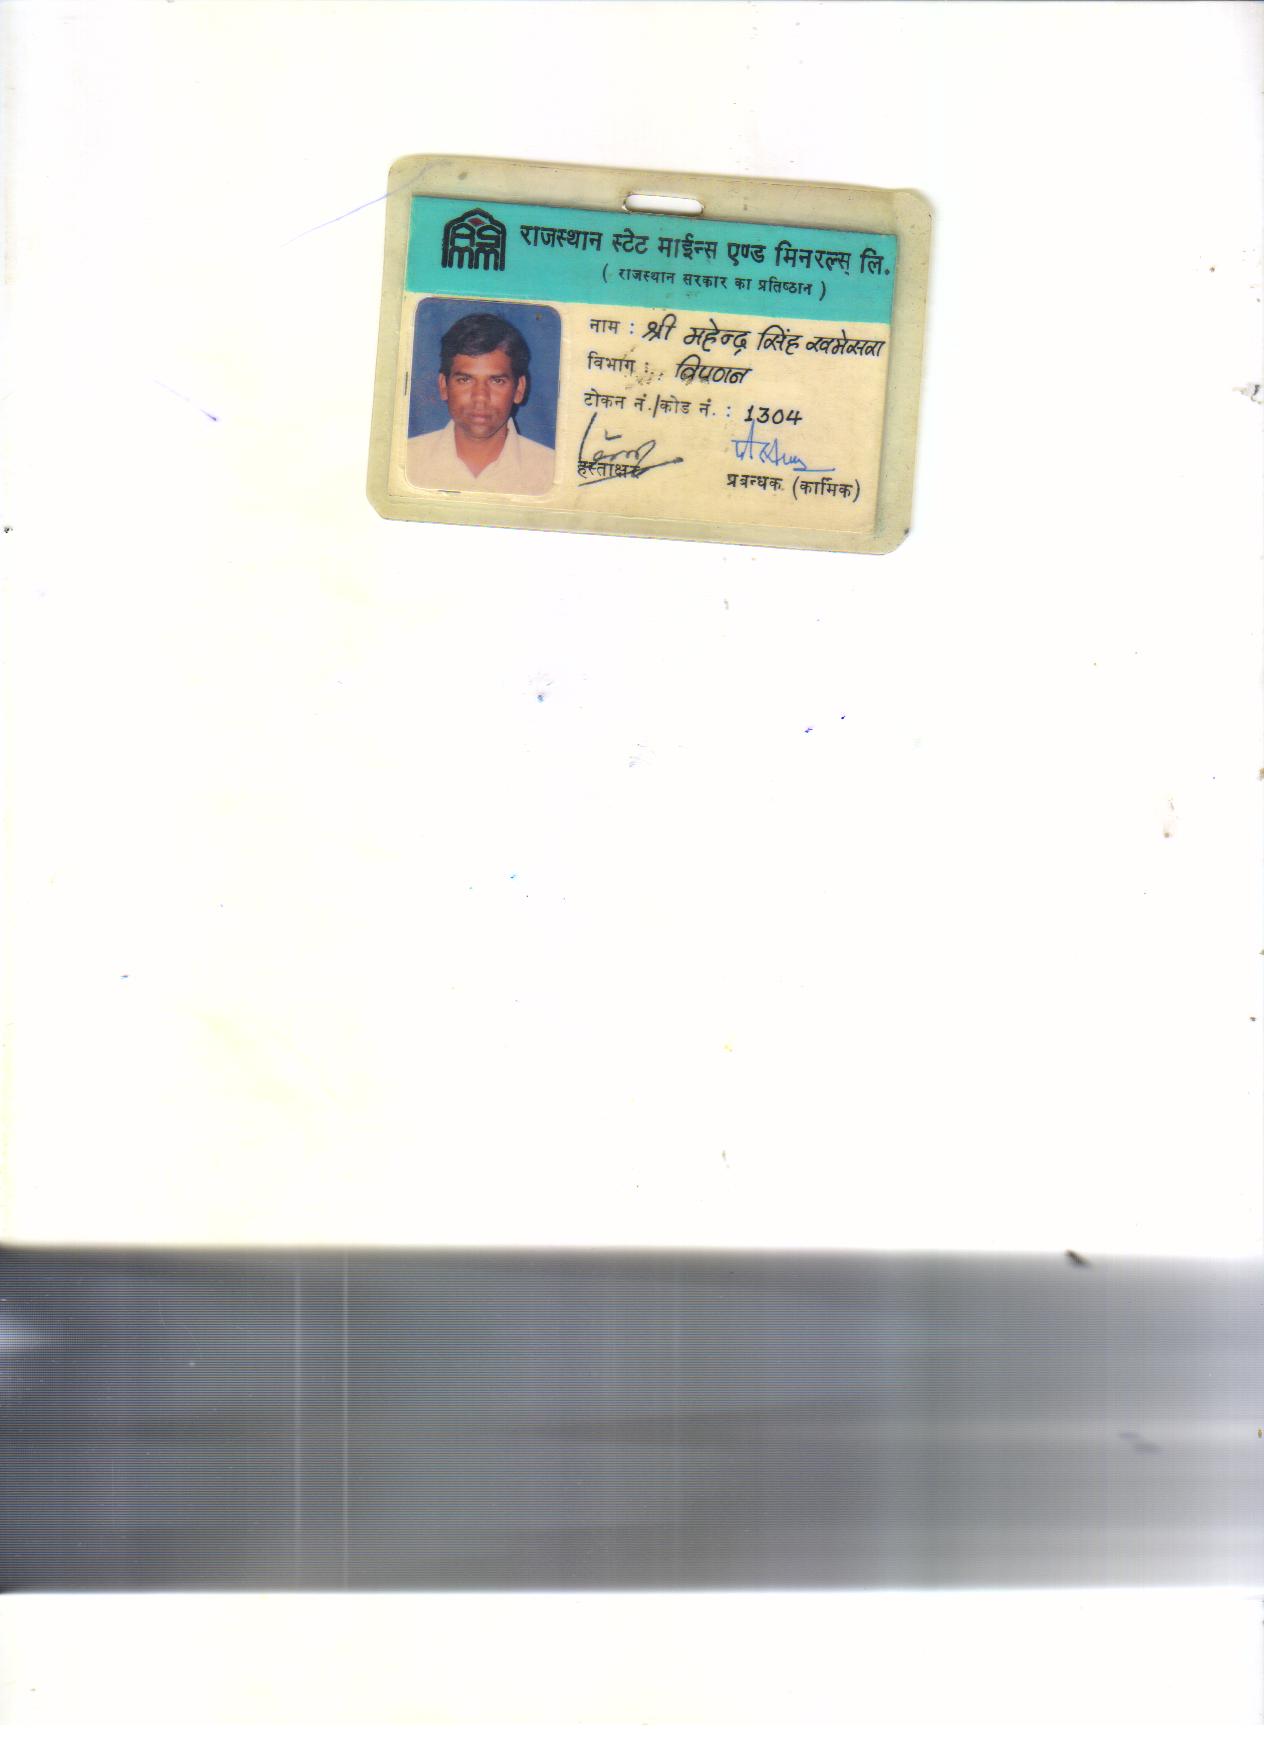 राजस्थान स्टेट माईन्स एण्ड मिनरल्स् लि.
( राजस्थान सरकार का प्रतिष्ठान )
नाम : श्री महेन्द्र सिंह खमेसरा
विभाग : विपणन
टोकन नं./कोड नं. : 1304
हस्ताक्षर
प्रबन्धक (कार्मिक)